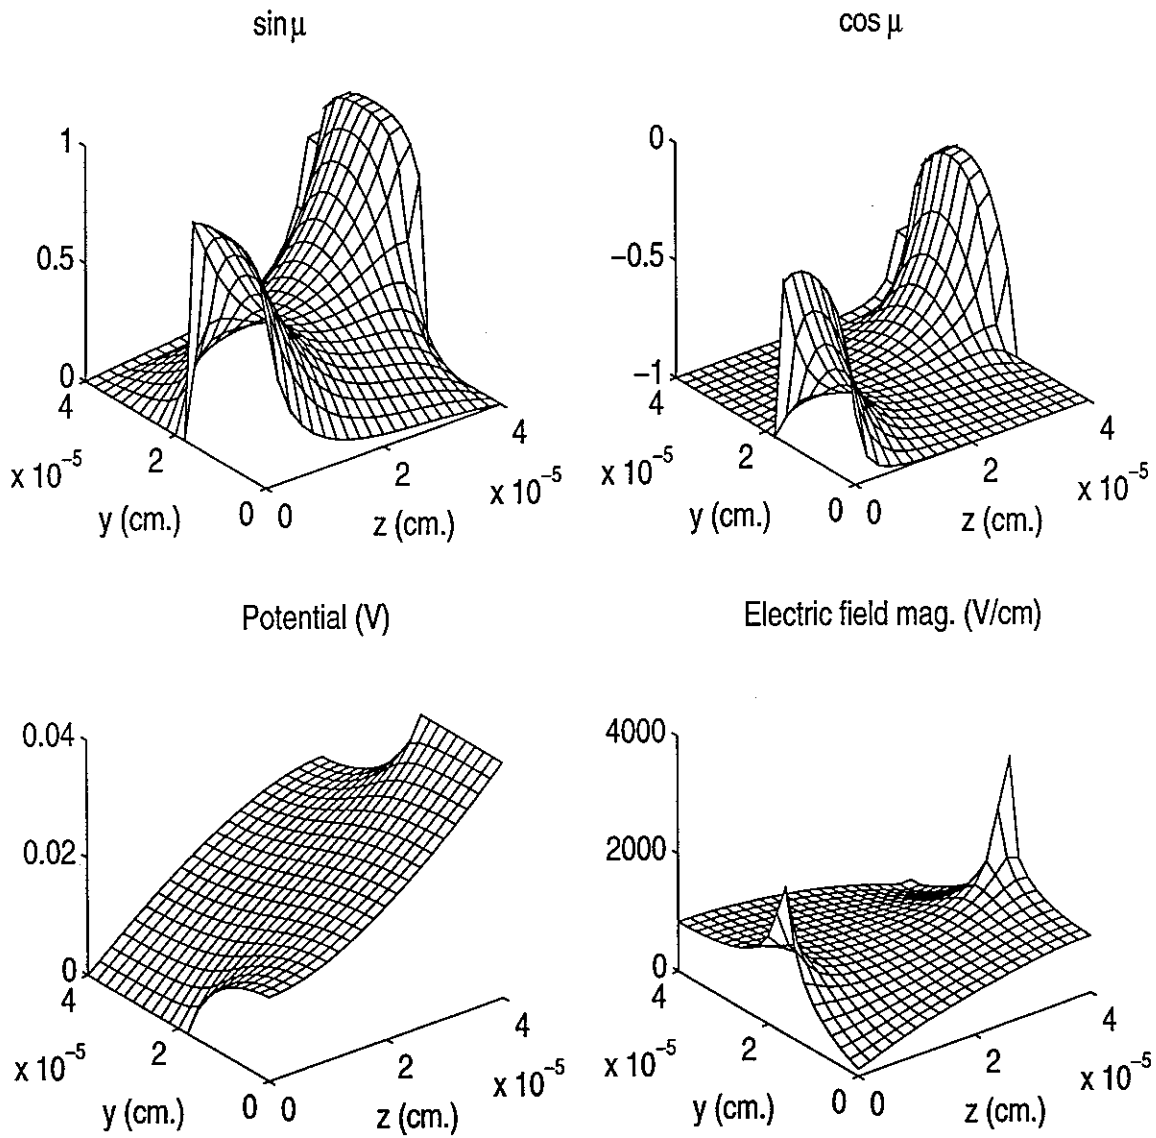 sin μ
cos μ
1
0.5
0
4
2
0
x 10⁻⁵
y (cm.)
0
2
4
x 10⁻⁵
z (cm.)
0
−0.5
−1
4
2
0
x 10⁻⁵
y (cm.)
0
2
4
x 10⁻⁵
z (cm.)
Potential (V)
Electric field mag. (V/cm)
0.04
0.02
0
4
2
0
x 10⁻⁵
y (cm.)
0
2
4
x 10⁻⁵
z (cm.)
4000
2000
0
4
2
0
x 10⁻⁵
y (cm.)
0
2
4
x 10⁻⁵
z (cm.)